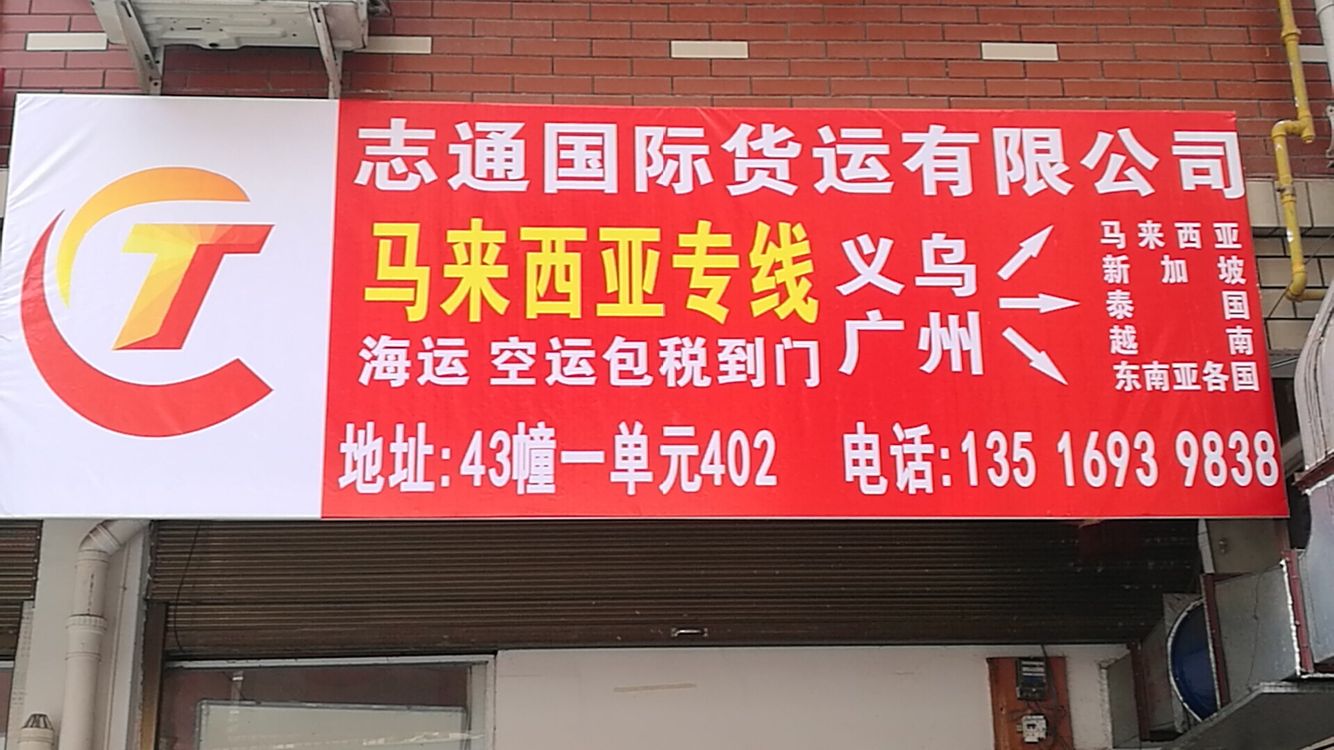 志通国际货运有限公司
马来西亚专线
海运 空运包税到门
义乌
广州
马来西亚
新加坡
泰国
越南
东南亚各国
地址:43幢一单元402
电话:135 1693 9838
T